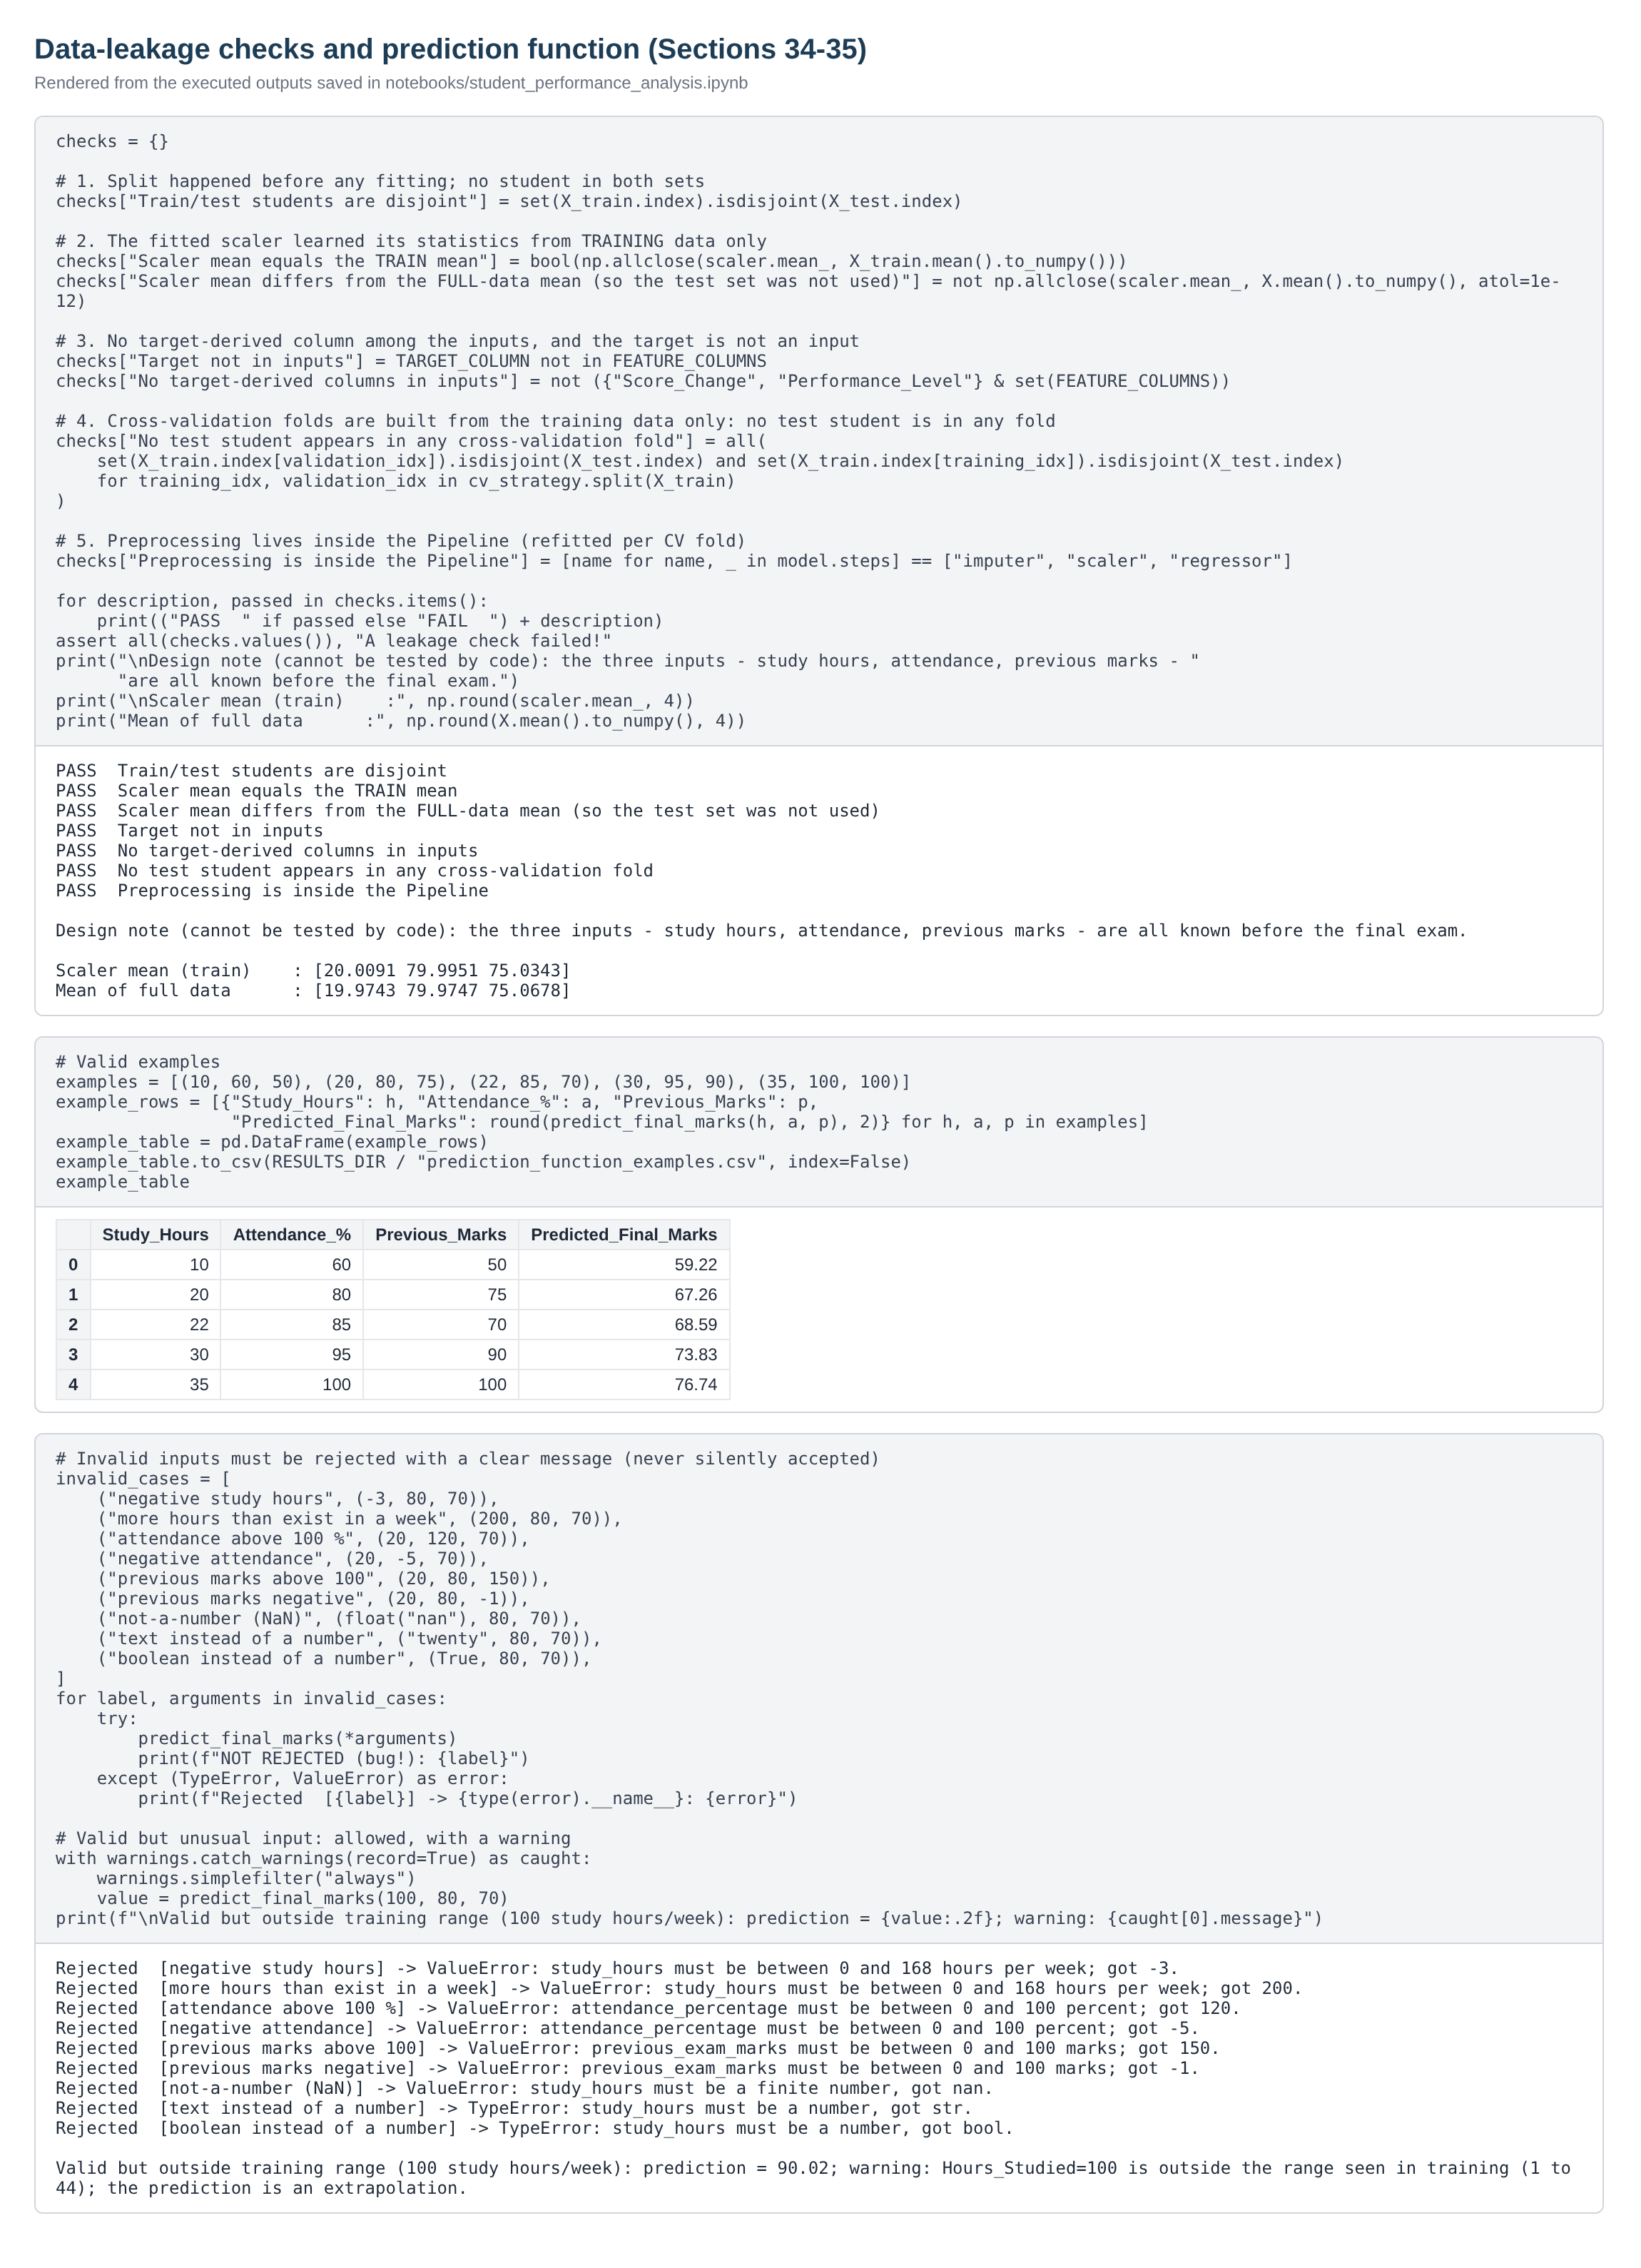 Data-leakage checks and prediction function (Sections 34-35)
Rendered from the executed outputs saved in notebooks/student_performance_analysis.ipynb
checks = {}
# 1. Split happened before any fitting; no student in both sets
checks["Train/test students are disjoint"] = set(X_train.index).isdisjoint(X_test.index)
# 2. The fitted scaler learned its statistics from TRAINING data only
checks["Scaler mean equals the TRAIN mean"] = bool(np.allclose(scaler.mean_, X_train.mean().to_numpy()))
checks["Scaler mean differs from the FULL-data mean (so the test set was not used)"] = not np.allclose(scaler.mean_, X.mean().to_numpy(), atol=1e-
12)
# 3. No target-derived column among the inputs, and the target is not an input
checks["Target not in inputs"] = TARGET_COLUMN not in FEATURE_COLUMNS
checks["No target-derived columns in inputs"] = not ({"Score_Change", "Performance_Level"} & set(FEATURE_COLUMNS))
# 4. Cross-validation folds are built from the training data only: no test student is in any fold
checks["No test student appears in any cross-validation fold"] = all(
    set(X_train.index[validation_idx]).isdisjoint(X_test.index) and set(X_train.index[training_idx]).isdisjoint(X_test.index)
    for training_idx, validation_idx in cv_strategy.split(X_train)
)
# 5. Preprocessing lives inside the Pipeline (refitted per CV fold)
checks["Preprocessing is inside the Pipeline"] = [name for name, _ in model.steps] == ["imputer", "scaler", "regressor"]
for description, passed in checks.items():
    print(("PASS  " if passed else "FAIL  ") + description)
assert all(checks.values()), "A leakage check failed!"
print("\nDesign note (cannot be tested by code): the three inputs - study hours, attendance, previous marks - "
      "are all known before the final exam.")
print("\nScaler mean (train)    :", np.round(scaler.mean_, 4))
print("Mean of full data      :", np.round(X.mean().to_numpy(), 4))
PASS  Train/test students are disjoint
PASS  Scaler mean equals the TRAIN mean
PASS  Scaler mean differs from the FULL-data mean (so the test set was not used)
PASS  Target not in inputs
PASS  No target-derived columns in inputs
PASS  No test student appears in any cross-validation fold
PASS  Preprocessing is inside the Pipeline
Design note (cannot be tested by code): the three inputs - study hours, attendance, previous marks - are all known before the final exam.
Scaler mean (train)    : [20.0091 79.9951 75.0343]
Mean of full data      : [19.9743 79.9747 75.0678]
# Valid examples
examples = [(10, 60, 50), (20, 80, 75), (22, 85, 70), (30, 95, 90), (35, 100, 100)]
example_rows = [{"Study_Hours": h, "Attendance_%": a, "Previous_Marks": p,
                 "Predicted_Final_Marks": round(predict_final_marks(h, a, p), 2)} for h, a, p in examples]
example_table = pd.DataFrame(example_rows)
example_table.to_csv(RESULTS_DIR / "prediction_function_examples.csv", index=False)
example_table
Study_Hours Attendance_% Previous_Marks Predicted_Final_Marks
0 10 60 50 59.22
1 20 80 75 67.26
2 22 85 70 68.59
3 30 95 90 73.83
4 35 100 100 76.74
# Invalid inputs must be rejected with a clear message (never silently accepted)
invalid_cases = [
    ("negative study hours", (-3, 80, 70)),
    ("more hours than exist in a week", (200, 80, 70)),
    ("attendance above 100 %", (20, 120, 70)),
    ("negative attendance", (20, -5, 70)),
    ("previous marks above 100", (20, 80, 150)),
    ("previous marks negative", (20, 80, -1)),
    ("not-a-number (NaN)", (float("nan"), 80, 70)),
    ("text instead of a number", ("twenty", 80, 70)),
    ("boolean instead of a number", (True, 80, 70)),
]
for label, arguments in invalid_cases:
    try:
        predict_final_marks(*arguments)
        print(f"NOT REJECTED (bug!): {label}")
    except (TypeError, ValueError) as error:
        print(f"Rejected  [{label}] -> {type(error).__name__}: {error}")
# Valid but unusual input: allowed, with a warning
with warnings.catch_warnings(record=True) as caught:
    warnings.simplefilter("always")
    value = predict_final_marks(100, 80, 70)
print(f"\nValid but outside training range (100 study hours/week): prediction = {value:.2f}; warning: {caught[0].message}")
Rejected  [negative study hours] -> ValueError: study_hours must be between 0 and 168 hours per week; got -3.
Rejected  [more hours than exist in a week] -> ValueError: study_hours must be between 0 and 168 hours per week; got 200.
Rejected  [attendance above 100 %] -> ValueError: attendance_percentage must be between 0 and 100 percent; got 120.
Rejected  [negative attendance] -> ValueError: attendance_percentage must be between 0 and 100 percent; got -5.
Rejected  [previous marks above 100] -> ValueError: previous_exam_marks must be between 0 and 100 marks; got 150.
Rejected  [previous marks negative] -> ValueError: previous_exam_marks must be between 0 and 100 marks; got -1.
Rejected  [not-a-number (NaN)] -> ValueError: study_hours must be a finite number, got nan.
Rejected  [text instead of a number] -> TypeError: study_hours must be a number, got str.
Rejected  [boolean instead of a number] -> TypeError: study_hours must be a number, got bool.
Valid but outside training range (100 study hours/week): prediction = 90.02; warning: Hours_Studied=100 is outside the range seen in training (1 to
44); the prediction is an extrapolation.